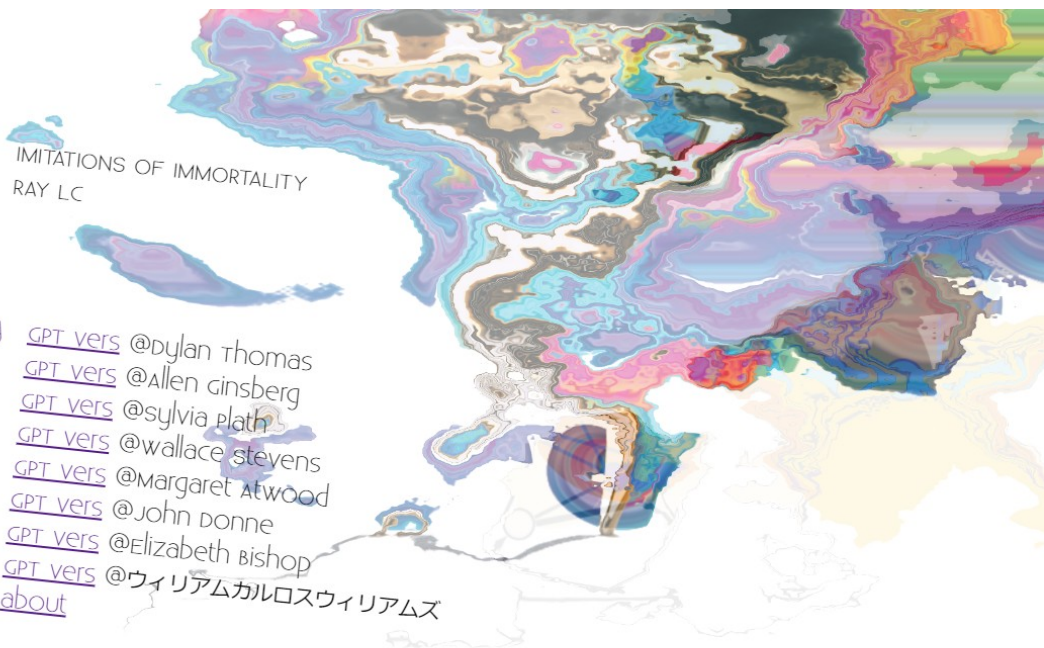 IMITATIONS OF IMMORTALITY
RAY LC
GPT vers @Dylan Thomas
GPT vers @Allen Ginsberg
GPT vers @Sylvia Plath
GPT vers @Wallace Stevens
GPT vers @Margaret Atwood
GPT vers @John Donne
GPT vers @Elizabeth Bishop
GPT vers @ウィリアムカルロスウィリアムズ
about